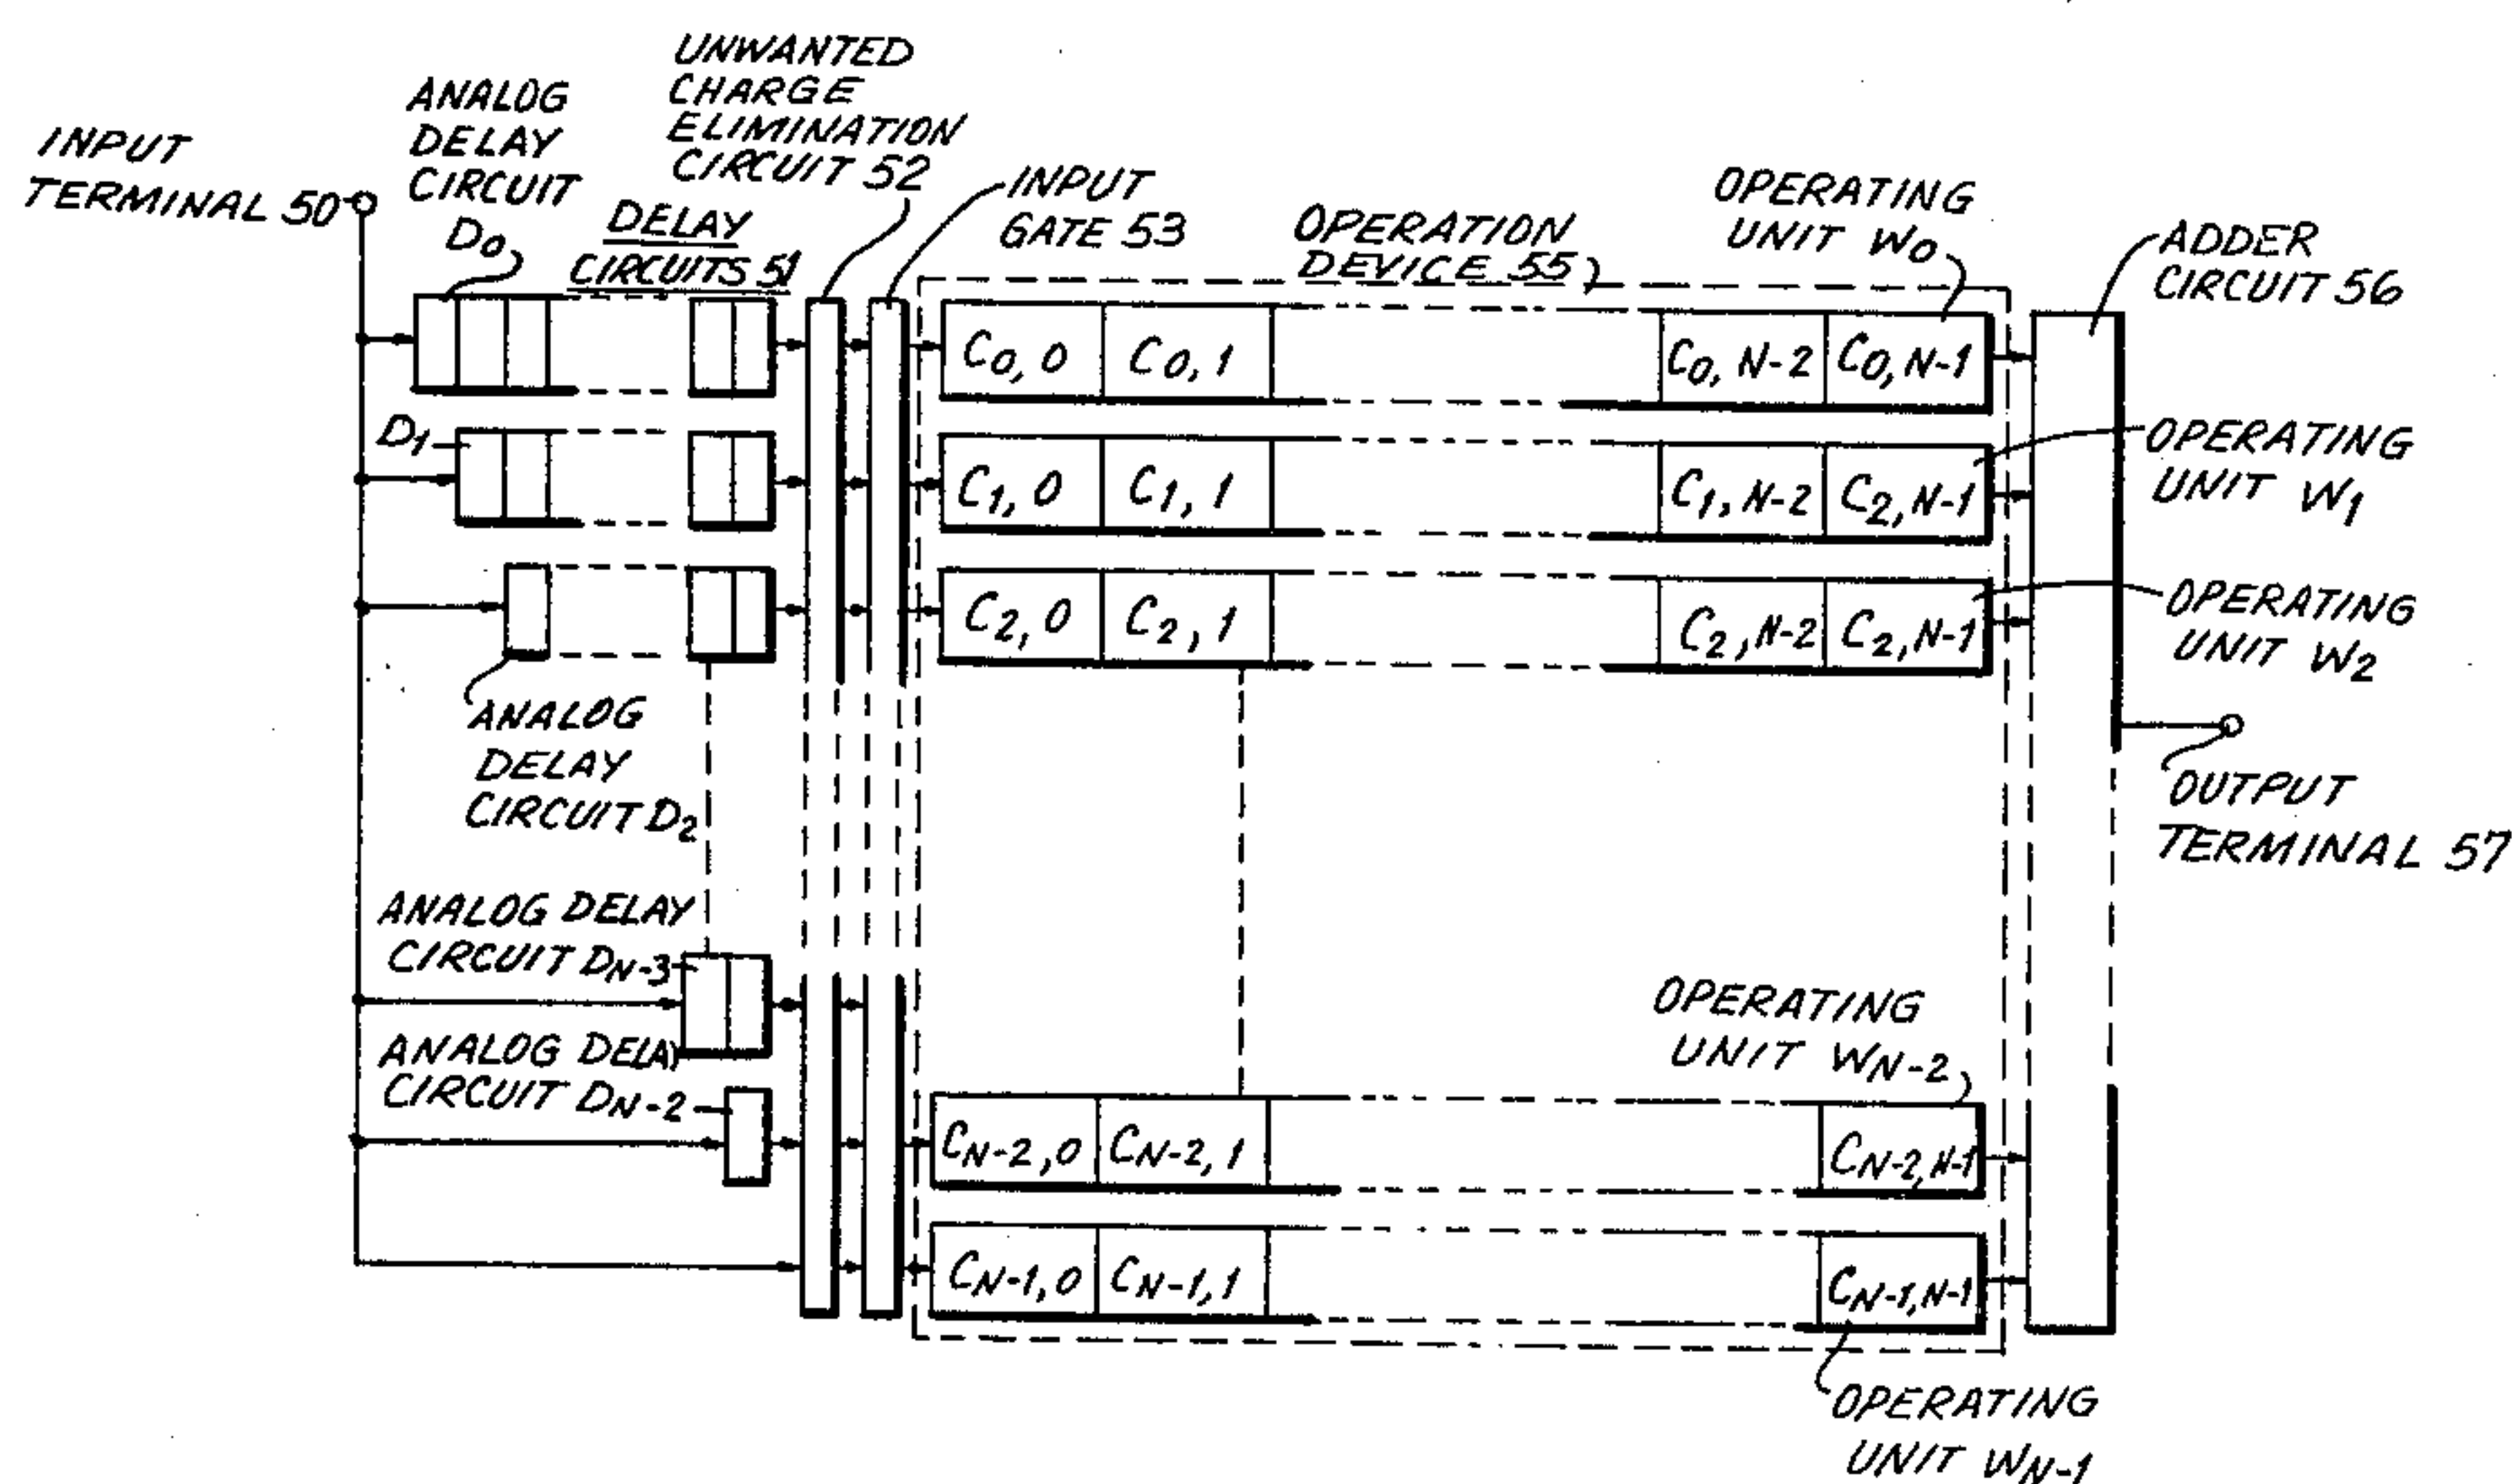 INPUT
TERMINAL 50
ANALOG
DELAY
CIRCUIT
D0
DELAY
CIRCUITS 51
UNWANTED
CHARGE
ELIMINATION
CIRCUIT 52
INPUT
GATE 53
OPERATION
DEVICE 55
OPERATING
UNIT W0
ADDER
CIRCUIT 56
C0, 0
C0, 1
C0, N-2
C0, N-1
D1
C1, 0
C1, 1
C1, N-2
C2, N-1
OPERATING
UNIT W1
C2, 0
C2, 1
C2, N-2
C2, N-1
OPERATING
UNIT W2
ANALOG
DELAY
CIRCUIT D2
OUTPUT
TERMINAL 57
ANALOG DELAY
CIRCUIT DN-3
ANALOG DELAY
CIRCUIT DN-2
OPERATING
UNIT WN-2
CN-2, 0
CN-2, 1
CN-2, N-1
CN-1, 0
CN-1, 1
CN-1, N-1
OPERATING
UNIT WN-1